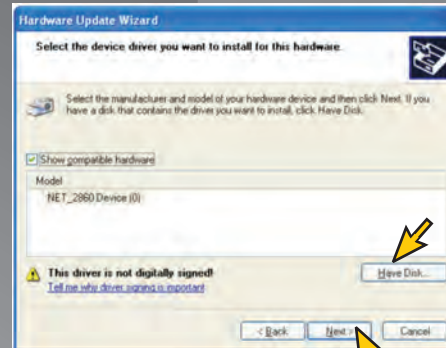 Hardware Update Wizard
Select the device driver you want to install for this hardware.
Select the manufacturer and model of your hardware device and then click Next. If you
have a disk that contains the driver you want to install, click Have Disk.
Show compatible hardware
Model
NET_2860 Device (0)
This driver is not digitally signed!
Have Disk...
Tell me why driver signing is important
< Back
Next >
Cancel